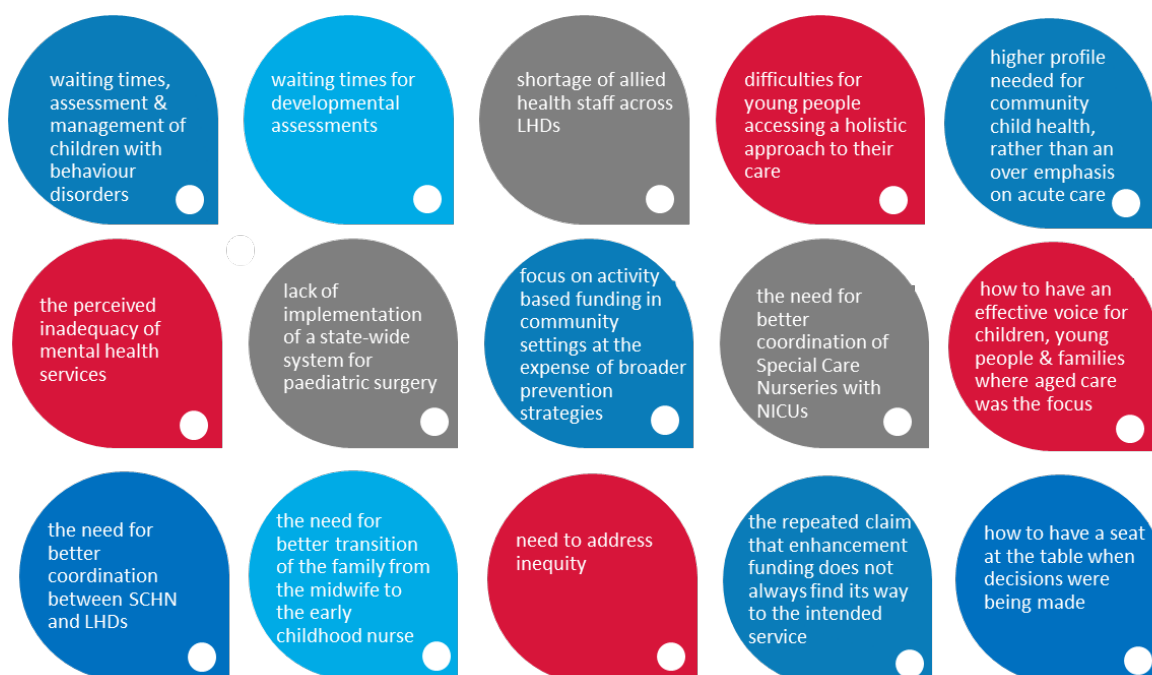 waiting times,
assessment &
management of
children with
behaviour
disorders
waiting times for
developmental
assessments
shortage of allied
health staff across
LHDs
difficulties for
young people
accessing a holistic
approach to their
care
higher profile
needed for
community
child health,
rather than an
over emphasis
on acute care
the perceived
inadequacy of
mental health
services
lack of
implementation
of a state-wide
system for
paediatric surgery
focus on activity
based funding in
community
settings at the
expense of broader
prevention
strategies
the need for
better
coordination of
Special Care
Nurseries with
NICUs
how to have an
effective voice for
children, young
people & families
where aged care
was the focus
the need for
better
coordination
between SCHN
and LHDs
the need for
better transition
of the family from
the midwife to
the early
childhood nurse
need to address
inequity
the repeated claim
that enhancement
funding does not
always find its way
to the intended
service
how to have a seat
at the table when
decisions were
being made